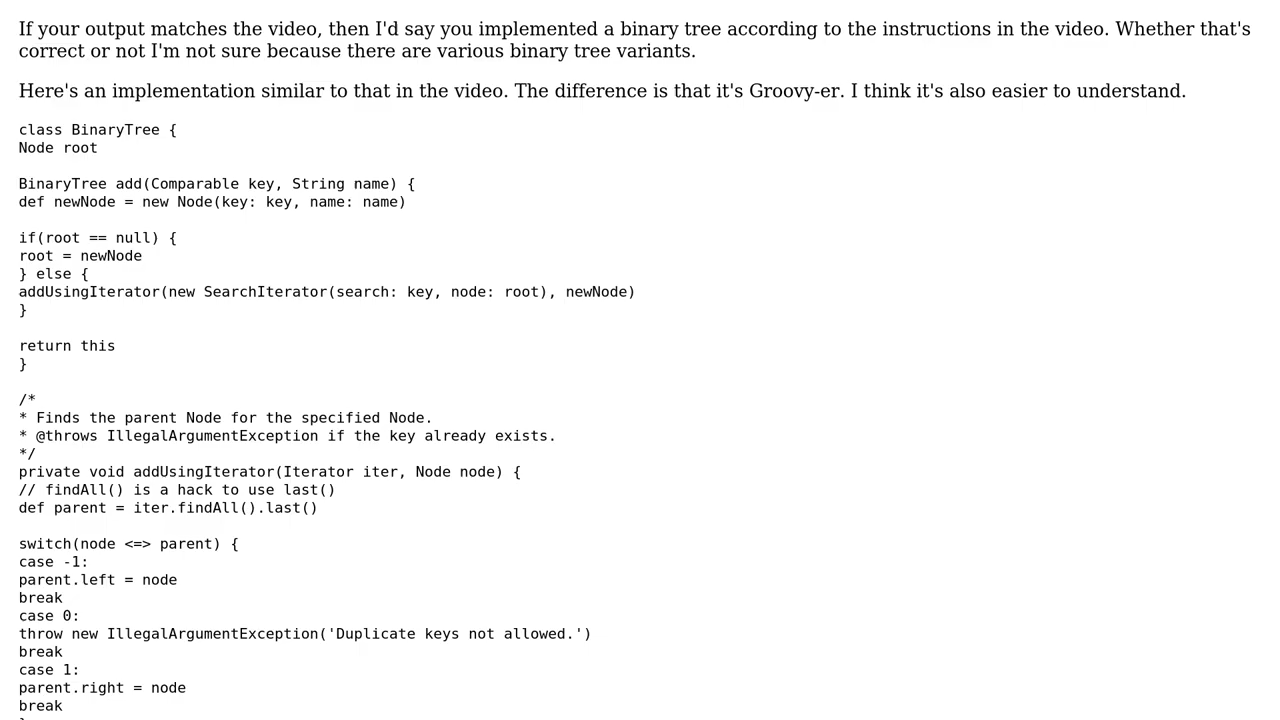 If your output matches the video, then I'd say you implemented a binary tree according to the instructions in the video. Whether that's
correct or not I'm not sure because there are various binary tree variants.
Here's an implementation similar to that in the video. The difference is that it's Groovy-er. I think it's also easier to understand.
class BinaryTree {
Node root
BinaryTree add(Comparable key, String name) {
def newNode = new Node(key: key, name: name)
if(root == null) {
root = newNode
} else {
addUsingIterator(new SearchIterator(search: key, node: root), newNode)
}
return this
}
/*
* Finds the parent Node for the specified Node.
* @throws IllegalArgumentException if the key already exists.
*/
private void addUsingIterator(Iterator iter, Node node) {
// findAll() is a hack to use last()
def parent = iter.findAll().last()
switch(node <=> parent) {
case -1:
parent.left = node
break
case 0:
throw new IllegalArgumentException('Duplicate keys not allowed.')
break
case 1:
parent.right = node
break